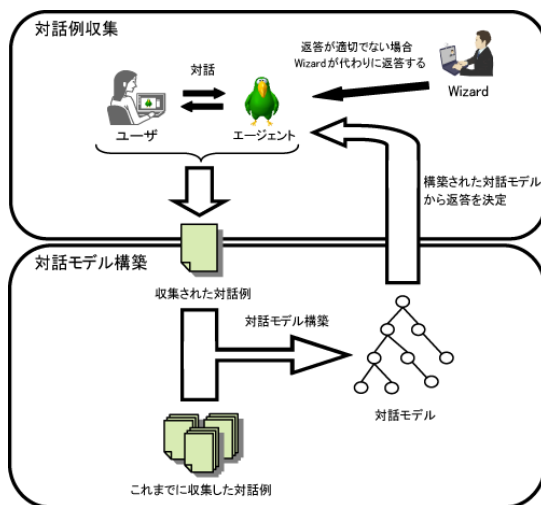 対話例収集
返答が適切でない場合
Wizardが代わりに返答する
対話
Wizard
ユーザ
エージェント
構築された対話モデル
から返答を決定
対話モデル構築
収集された対話例
対話モデル構築
対話モデル
これまでに収集した対話例